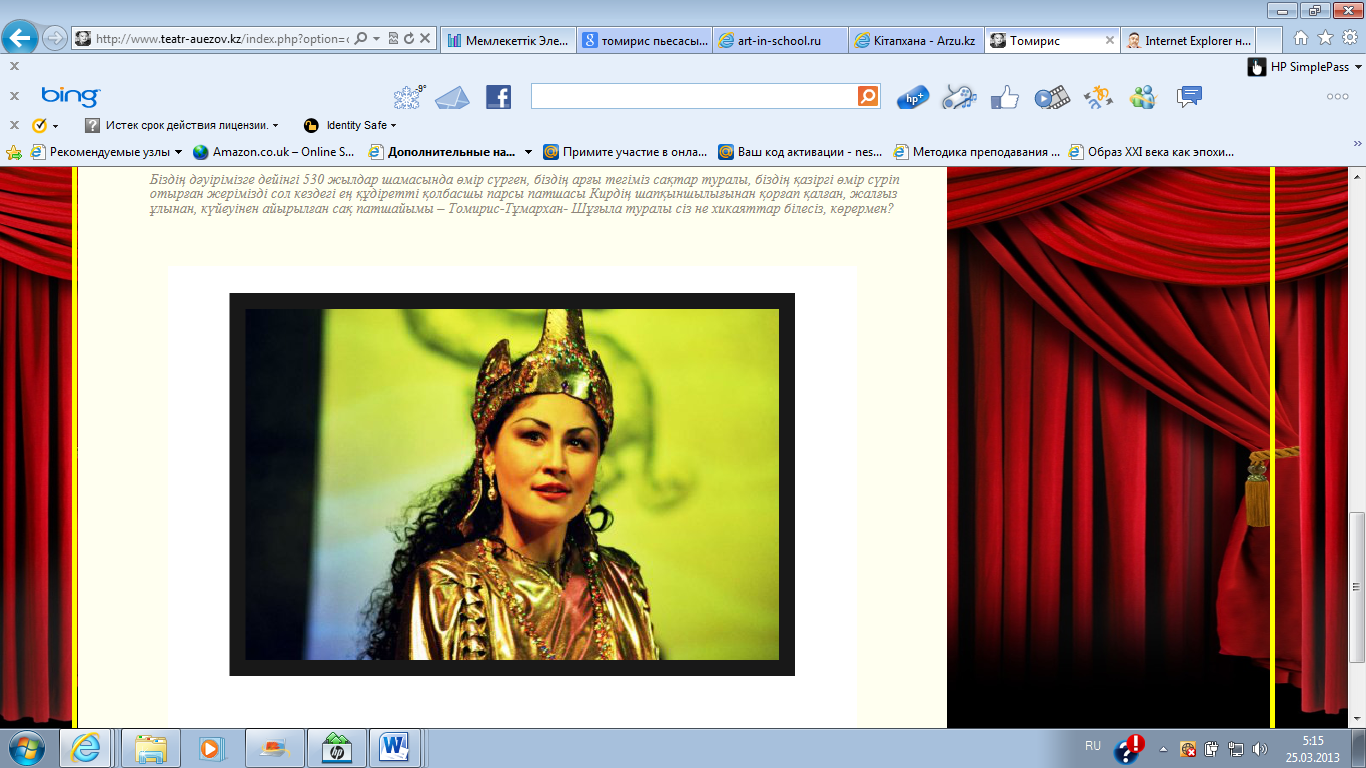 http://www.teatr-auezov.kz/index.php?option=c
Мемлекеттік Эле...
томирис пьесасы...
art-in-school.ru
Кітапхана - Arzu.kz
Томирис
Internet Explorer н...
HP SimplePass
bing
-9°
hp+
Истек срок действия лицензии.
Identity Safe
Рекомендуемые узлы
Amazon.co.uk – Online S...
Дополнительные на...
Примите участие в онла...
Ваш код активации - nes...
Методика преподавания ...
Образ XXI века как эпохи...
Біздің дәуірімізге дейінгі 530 жылдар шамасында өмір сүрген, біздің арғы тегіміз сақтар туралы, біздің қазіргі өмір сүріп
отырған жерімізді сол кездегі ең құдіретті қолбасшы парсы патшасы Кирдің шапқыншылығынан қорғап қалған, жалғыз
ұлынан, күйеуінен айырылған сақ патшайымы – Томирис-Тұмархан- Шұғыла туралы сіз не хикаяттар білесіз, көрермен?
RU
5:15
25.03.2013